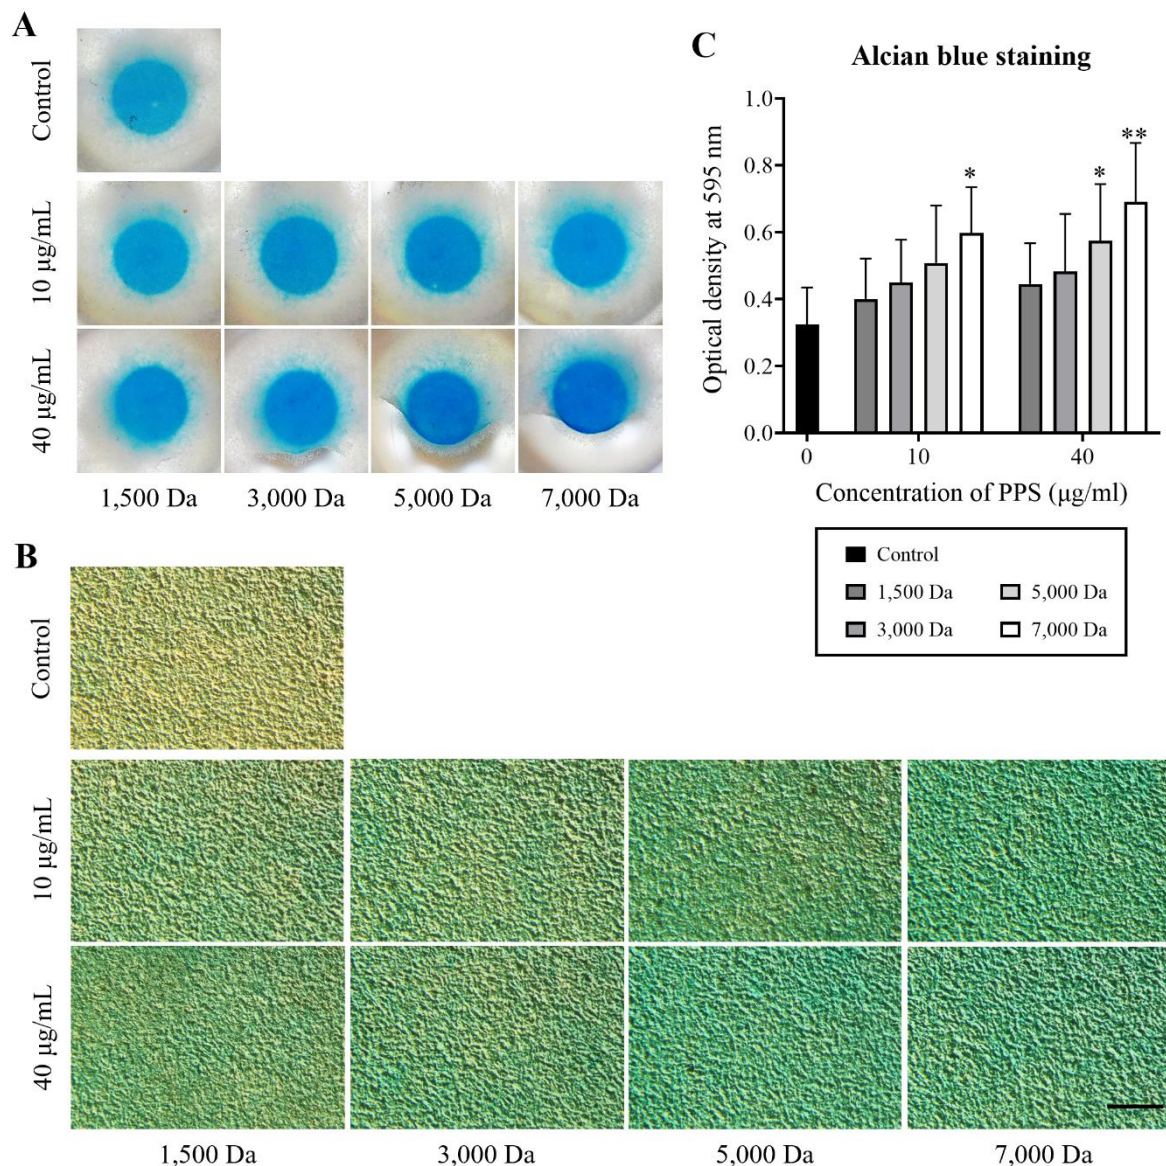 A
Control
10 µg/mL
40 µg/mL
1,500 Da
3,000 Da
5,000 Da
7,000 Da
C
Alcian blue staining
Optical density at 595 nm
1.0
0.8
0.6
0.4
0.2
0.0
*
*
**
0
10
40
Concentration of PPS (µg/ml)
Control
1,500 Da
5,000 Da
3,000 Da
7,000 Da
B
Control
10 µg/mL
40 µg/mL
1,500 Da
3,000 Da
5,000 Da
7,000 Da